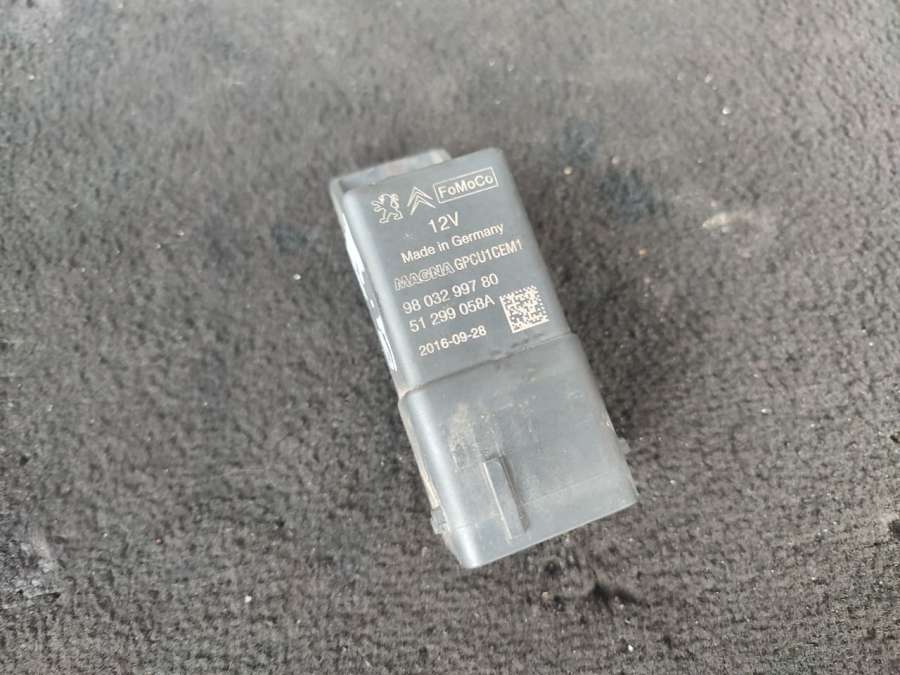 FoMoCo
12V
Made in Germany
MAGNA GPCU1CEM1
98 032 997 80
51 299 058A
2016-09-28